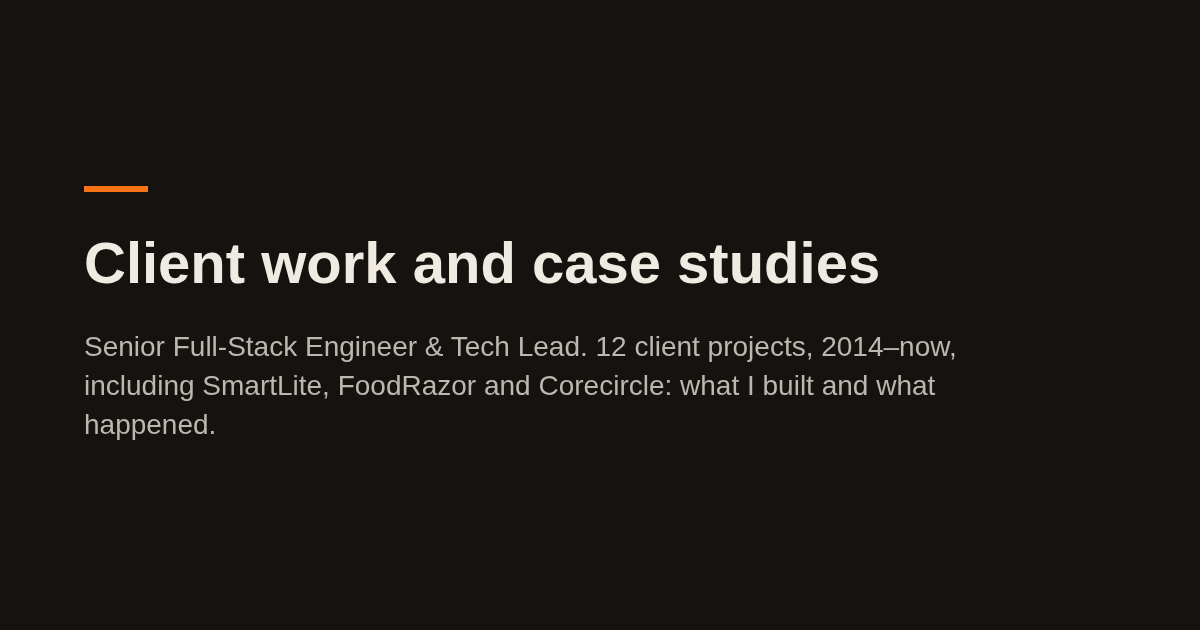 Client work and case studies
Senior Full-Stack Engineer & Tech Lead. 12 client projects, 2014–now,
including SmartLite, FoodRazor and Corecircle: what I built and what
happened.